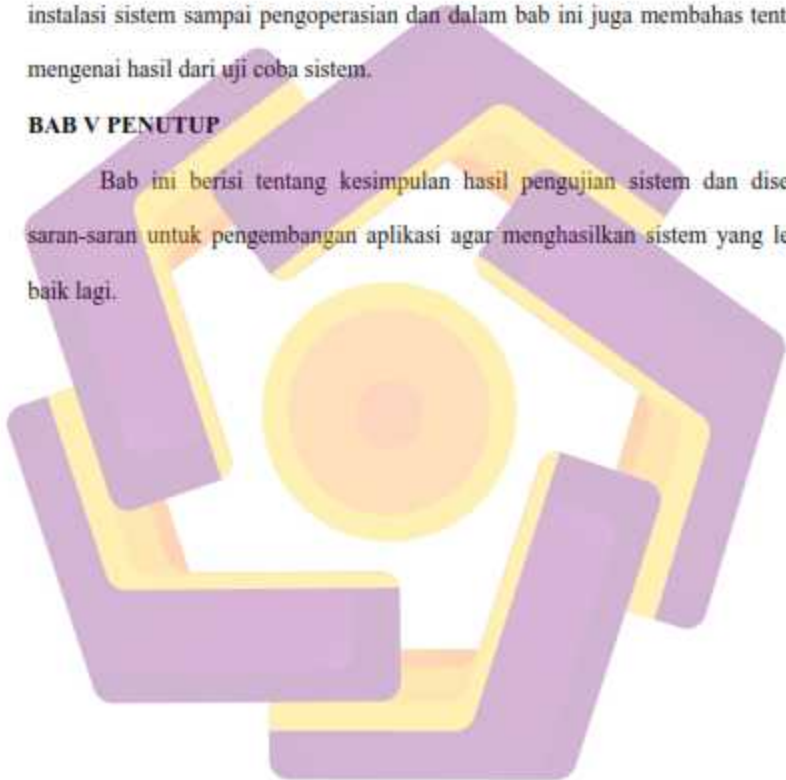 instalasi sistem sampai pengoperasian dan dalam bab ini juga membahas tent
mengenai hasil dari uji coba sistem.
BAB V PENUTUP
Bab ini berisi tentang kesimpulan hasil pengujian sistem dan dise
saran-saran untuk pengembangan aplikasi agar menghasilkan sistem yang le
baik lagi.